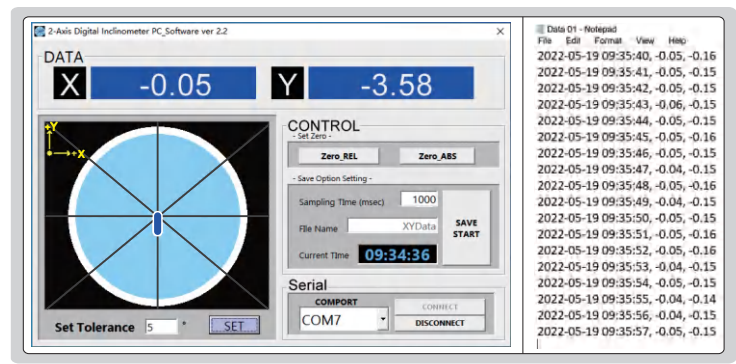 2-Axis Digital Inclinometer PC_Software ver 2.2
DATA
X -0.05 Y -3.58
+Y
+X
CONTROL
- Set Zero -
Zero_REL Zero_ABS
- Save Option Setting -
Sampling Time (msec) 1000
File Name XYData
SAVE START
Current Time 09:34:36
Serial
COMPORT
COM7
CONNECT
DISCONNECT
Set Tolerance 5 ° SET
Data 01 - Notepad
File Edit Format View Help
2022-05-19 09:35:40, -0.05, -0.16
2022-05-19 09:35:41, -0.05, -0.15
2022-05-19 09:35:42, -0.05, -0.15
2022-05-19 09:35:43, -0.06, -0.15
2022-05-19 09:35:44, -0.05, -0.15
2022-05-19 09:35:45, -0.05, -0.16
2022-05-19 09:35:46, -0.05, -0.15
2022-05-19 09:35:47, -0.04, -0.15
2022-05-19 09:35:48, -0.05, -0.16
2022-05-19 09:35:49, -0.04, -0.15
2022-05-19 09:35:50, -0.05, -0.15
2022-05-19 09:35:51, -0.05, -0.16
2022-05-19 09:35:52, -0.05, -0.16
2022-05-19 09:35:53, -0.04, -0.15
2022-05-19 09:35:54, -0.05, -0.15
2022-05-19 09:35:55, -0.04, -0.14
2022-05-19 09:35:56, -0.04, -0.15
2022-05-19 09:35:57, -0.05, -0.15